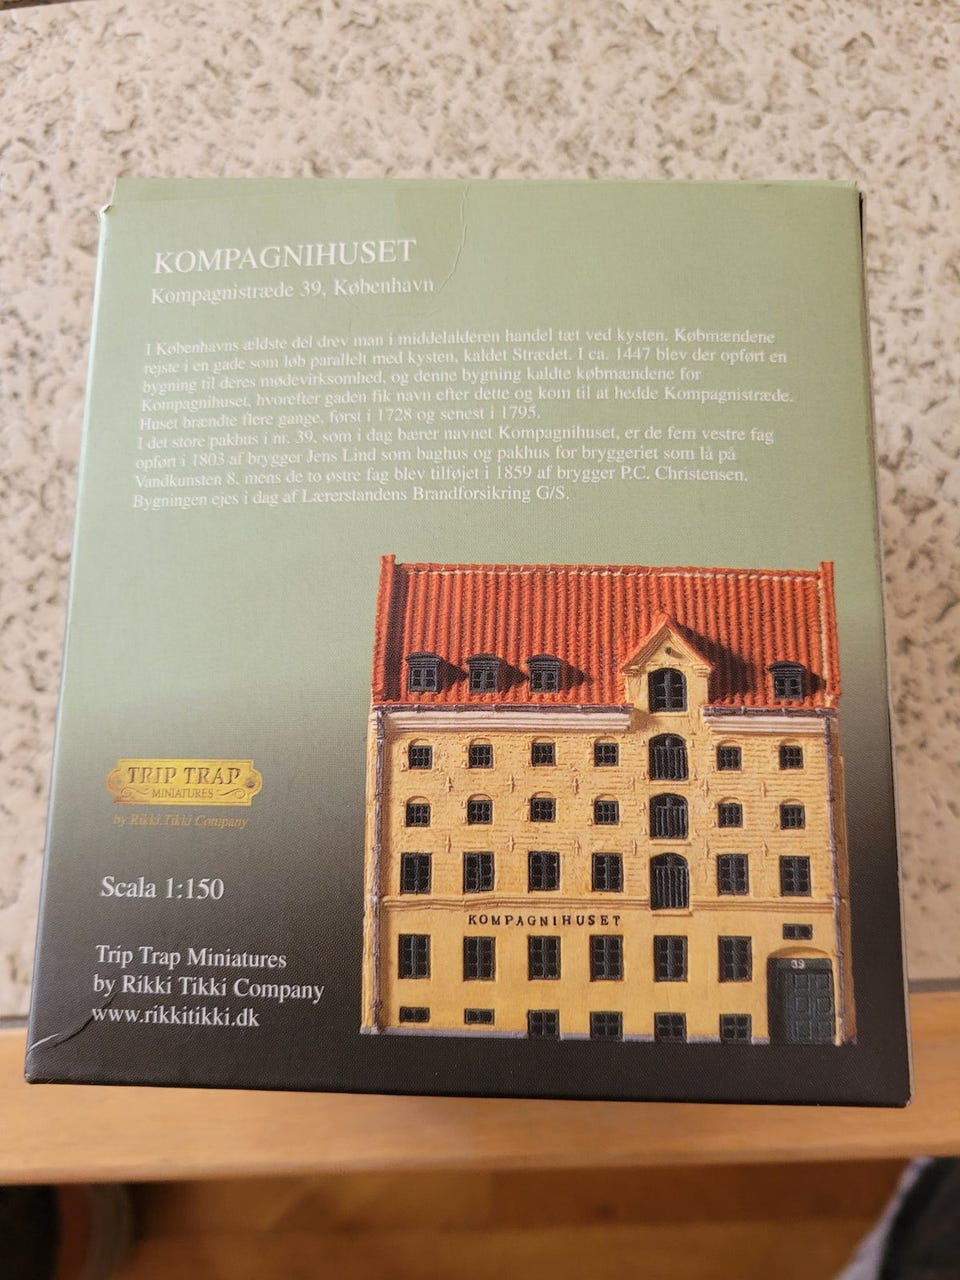 KOMPAGNIHUSET
Kompagnistræde 39, København
I Københavns ældste del drev man i middelalderen handel tæt ved kysten. Købmændene
rejste i en gade som løb parallelt med kysten, kaldet Strædet. I ca. 1447 blev der opført en
bygning til deres mødevirksomhed, og denne bygning kaldte købmændene for
Kompagnihuset, hvorefter gaden fik navn efter dette og kom til at hedde Kompagnistræde.
Huset brændte flere gange, først i 1728 og senest i 1795.
I det store pakhus i nr. 39, som i dag bærer navnet Kompagnihuset, er de fem vestre fag
opført i 1803 af brygger Jens Lind som baghus og pakhus for bryggeriet som lå på
Vandkunsten 8, mens de to østre fag blev tilføjet i 1859 af brygger P.C. Christensen.
Bygningen ejes i dag af Lærerstandens Brandforsikring G/S.
TRIP TRAP
MINIATURES
by Rikki Tikki Company
KOMPAGNIHUSET
39
Scala 1:150
Trip Trap Miniatures
by Rikki Tikki Company
www.rikkitikki.dk